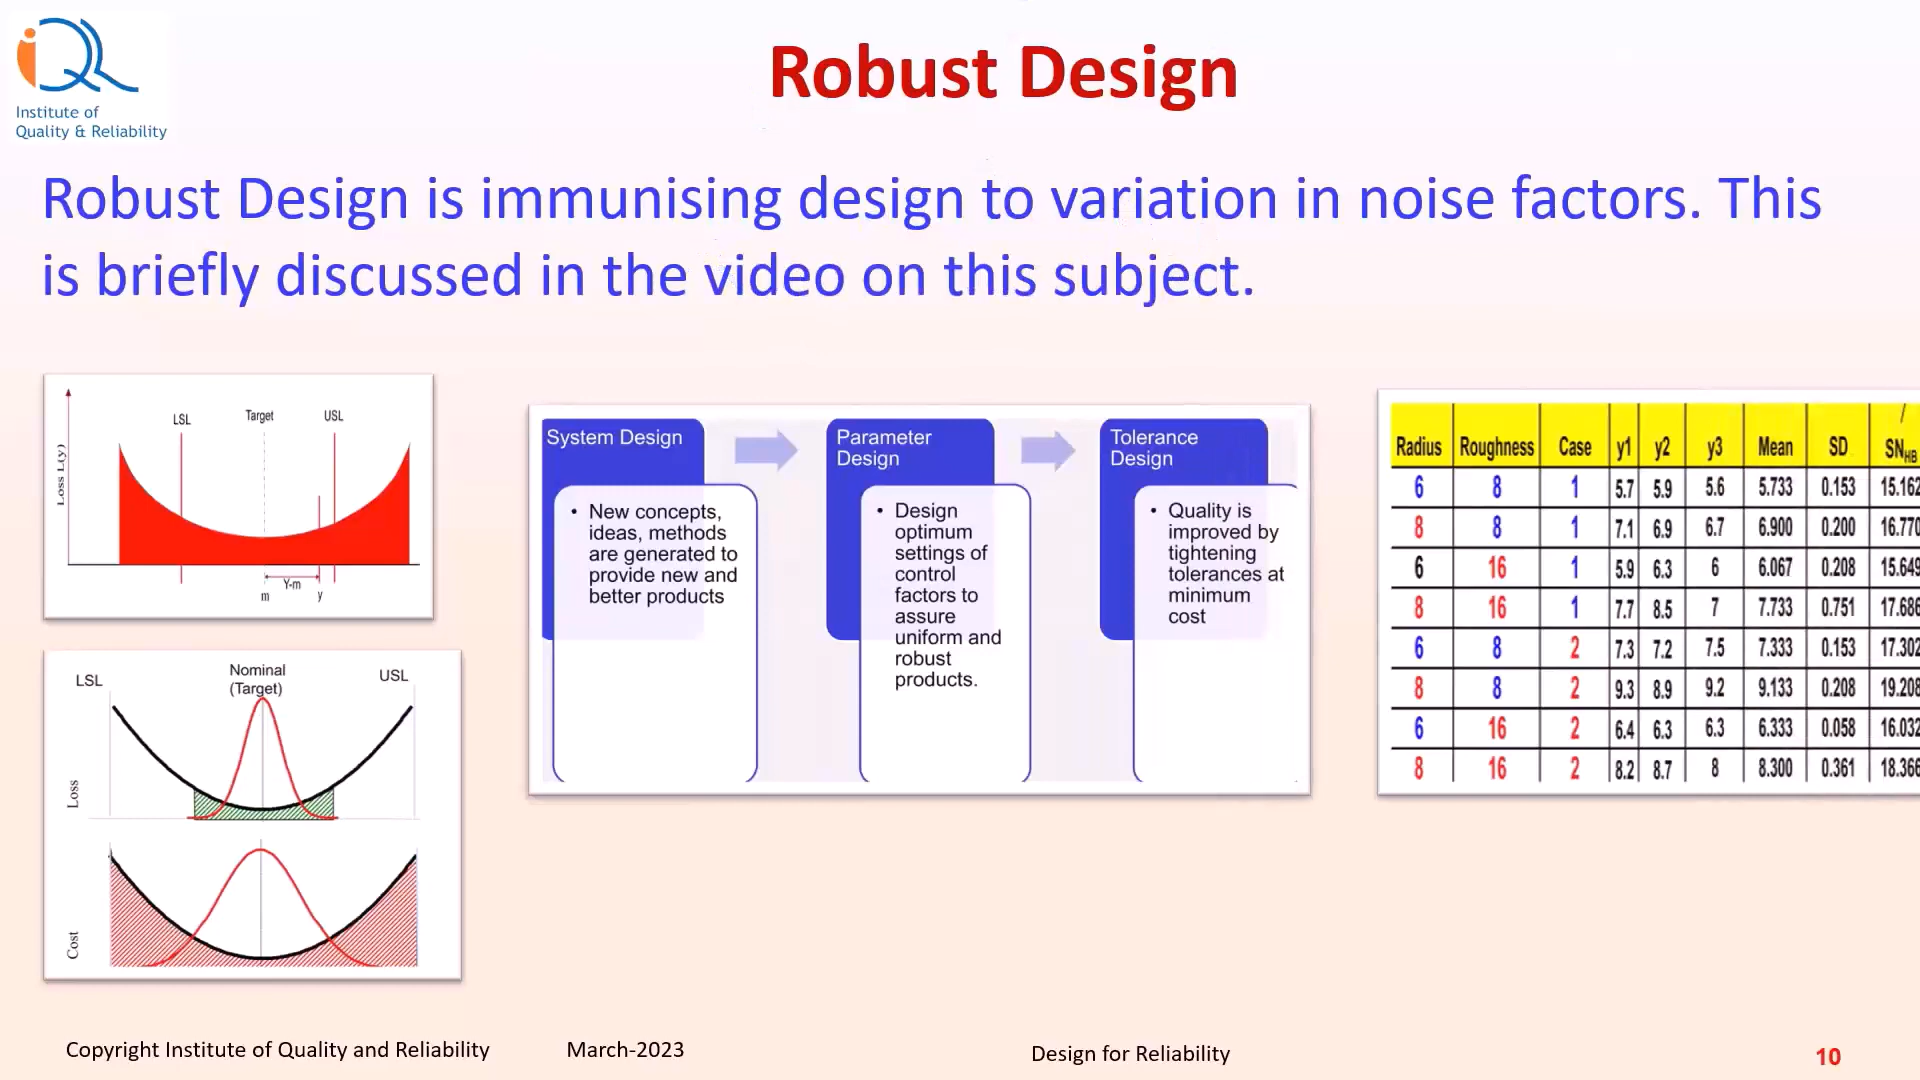 iQR
Institute of
Quality & Reliability
Robust Design
Robust Design is immunising design to variation in noise factors. This
is briefly discussed in the video on this subject.
Loss L(y)
LSL
Target
USL
Y-m
m
y
LSL
Nominal
(Target)
USL
Loss
Cost
System Design
• New concepts,
ideas, methods
are generated to
provide new and
better products
Parameter
Design
• Design
optimum
settings of
control
factors to
assure
uniform and
robust
products.
Tolerance
Design
• Quality is
improved by
tightening
tolerances at
minimum
cost
Radius Roughness Case y1 y2 y3 Mean SD SNHB
6 8 1 5.7 5.9 5.6 5.733 0.153 15.162
8 8 1 7.1 6.9 6.7 6.900 0.200 16.770
6 16 1 5.9 6.3 6 6.067 0.208 15.649
8 16 1 7.7 8.5 7 7.733 0.751 17.686
6 8 2 7.3 7.2 7.5 7.333 0.153 17.302
8 8 2 9.3 8.9 9.2 9.133 0.208 19.208
6 16 2 6.4 6.3 6.3 6.333 0.058 16.032
8 16 2 8.2 8.7 8 8.300 0.361 18.366
Copyright Institute of Quality and Reliability
March-2023
Design for Reliability
10